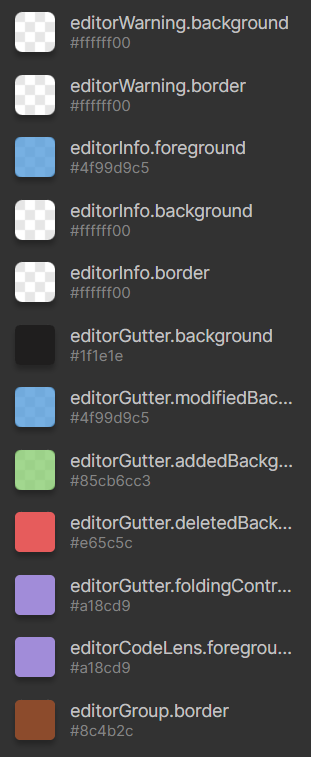 editorWarning.background
#ffffff00
editorWarning.border
#ffffff00
editorInfo.foreground
#4f99d9c5
editorInfo.background
#ffffff00
editorInfo.border
#ffffff00
editorGutter.background
#1f1e1e
editorGutter.modifiedBac...
#4f99d9c5
editorGutter.addedBackg...
#85cb6cc3
editorGutter.deletedBack...
#e65c5c
editorGutter.foldingContr...
#a18cd9
editorCodeLens.foregrou...
#a18cd9
editorGroup.border
#8c4b2c